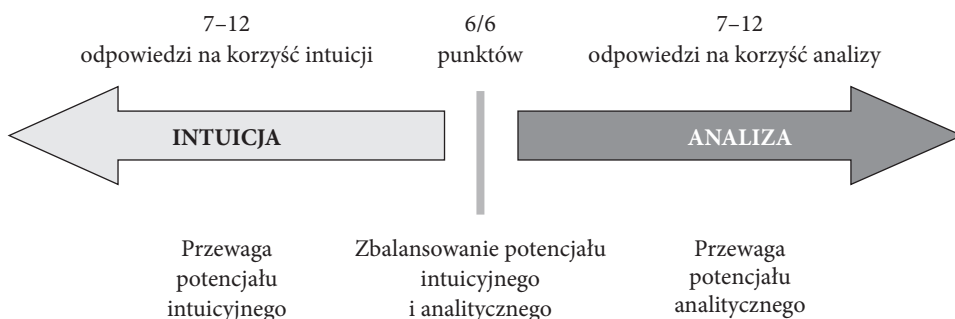 7–12
odpowiedzi na korzyść intuicji
6/6
punktów
7–12
odpowiedzi na korzyść analizy
INTUICJA
ANALIZA
Przewaga
potencjału
intuicyjnego
Zbalansowanie potencjału
intuicyjnego
i analitycznego
Przewaga
potencjału
analitycznego